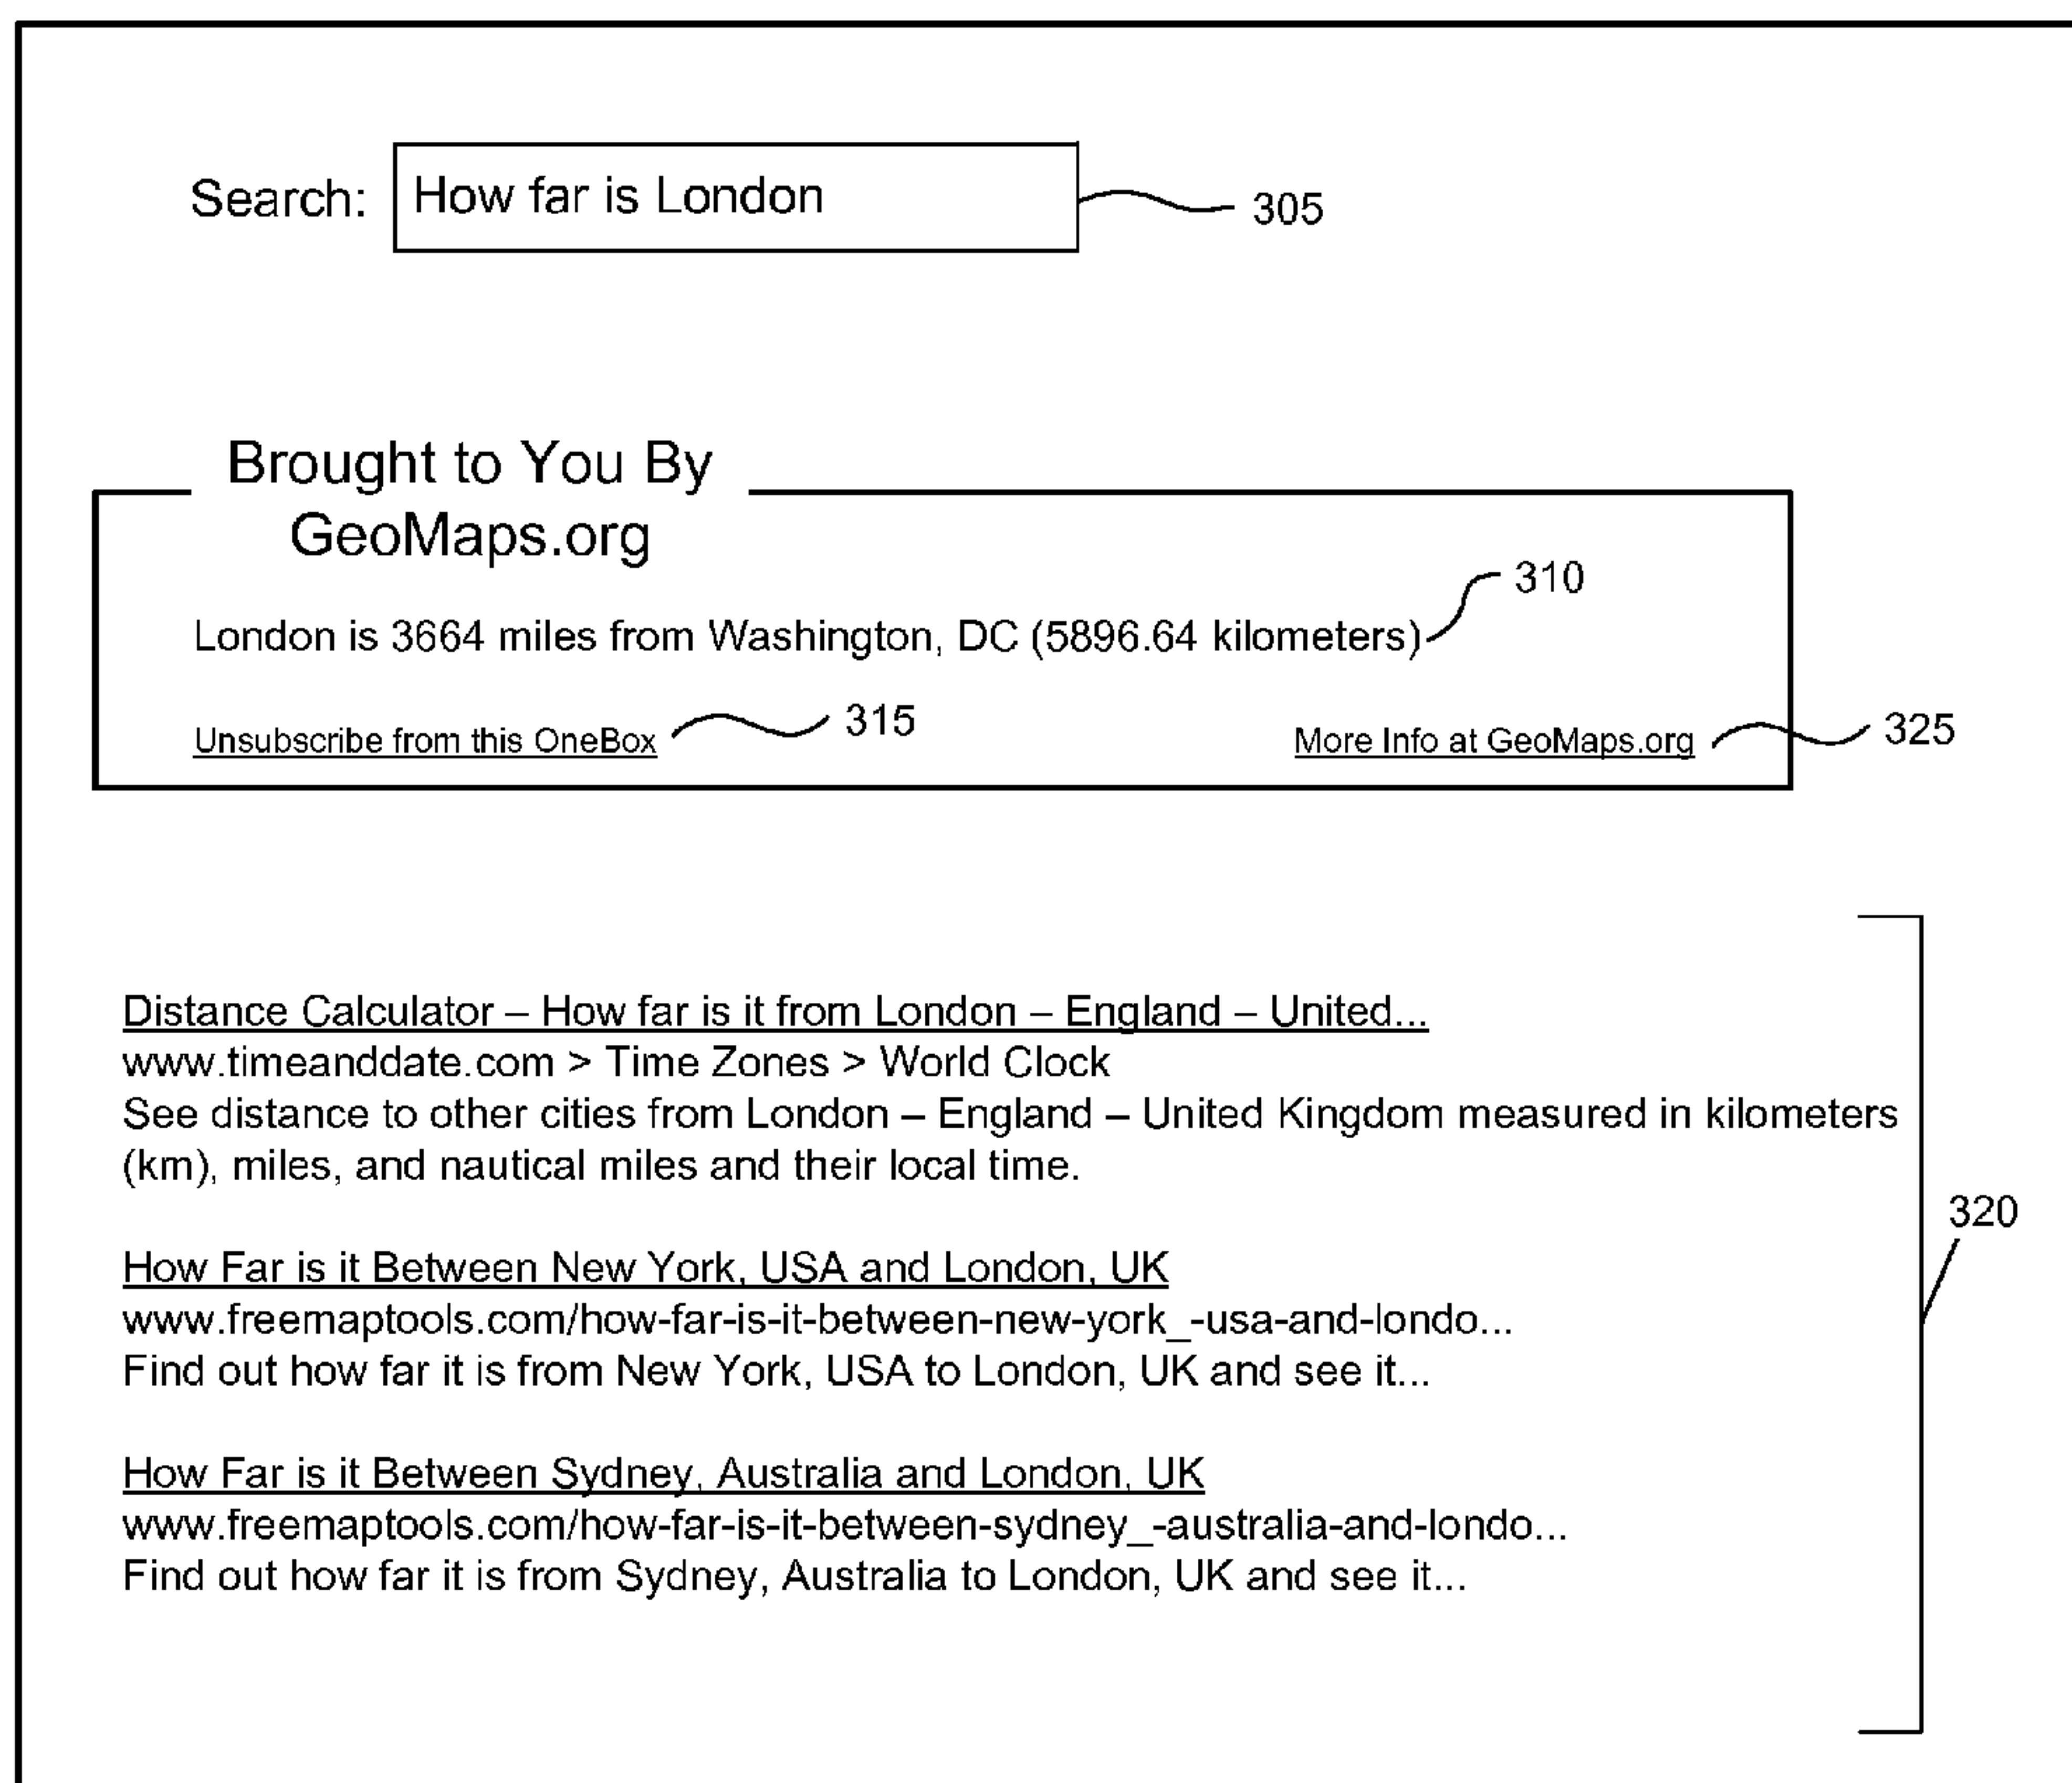 Search: How far is London 305
Brought to You By
GeoMaps.org
310
London is 3664 miles from Washington, DC (5896.64 kilometers)
Unsubscribe from this OneBox 315 More Info at GeoMaps.org 325
Distance Calculator – How far is it from London – England – United...
www.timeanddate.com > Time Zones > World Clock
See distance to other cities from London – England – United Kingdom measured in kilometers
(km), miles, and nautical miles and their local time.
320
How Far is it Between New York, USA and London, UK
www.freemaptools.com/how-far-is-it-between-new-york_-usa-and-londo...
Find out how far it is from New York, USA to London, UK and see it...
How Far is it Between Sydney, Australia and London, UK
www.freemaptools.com/how-far-is-it-between-sydney_-australia-and-londo...
Find out how far it is from Sydney, Australia to London, UK and see it...